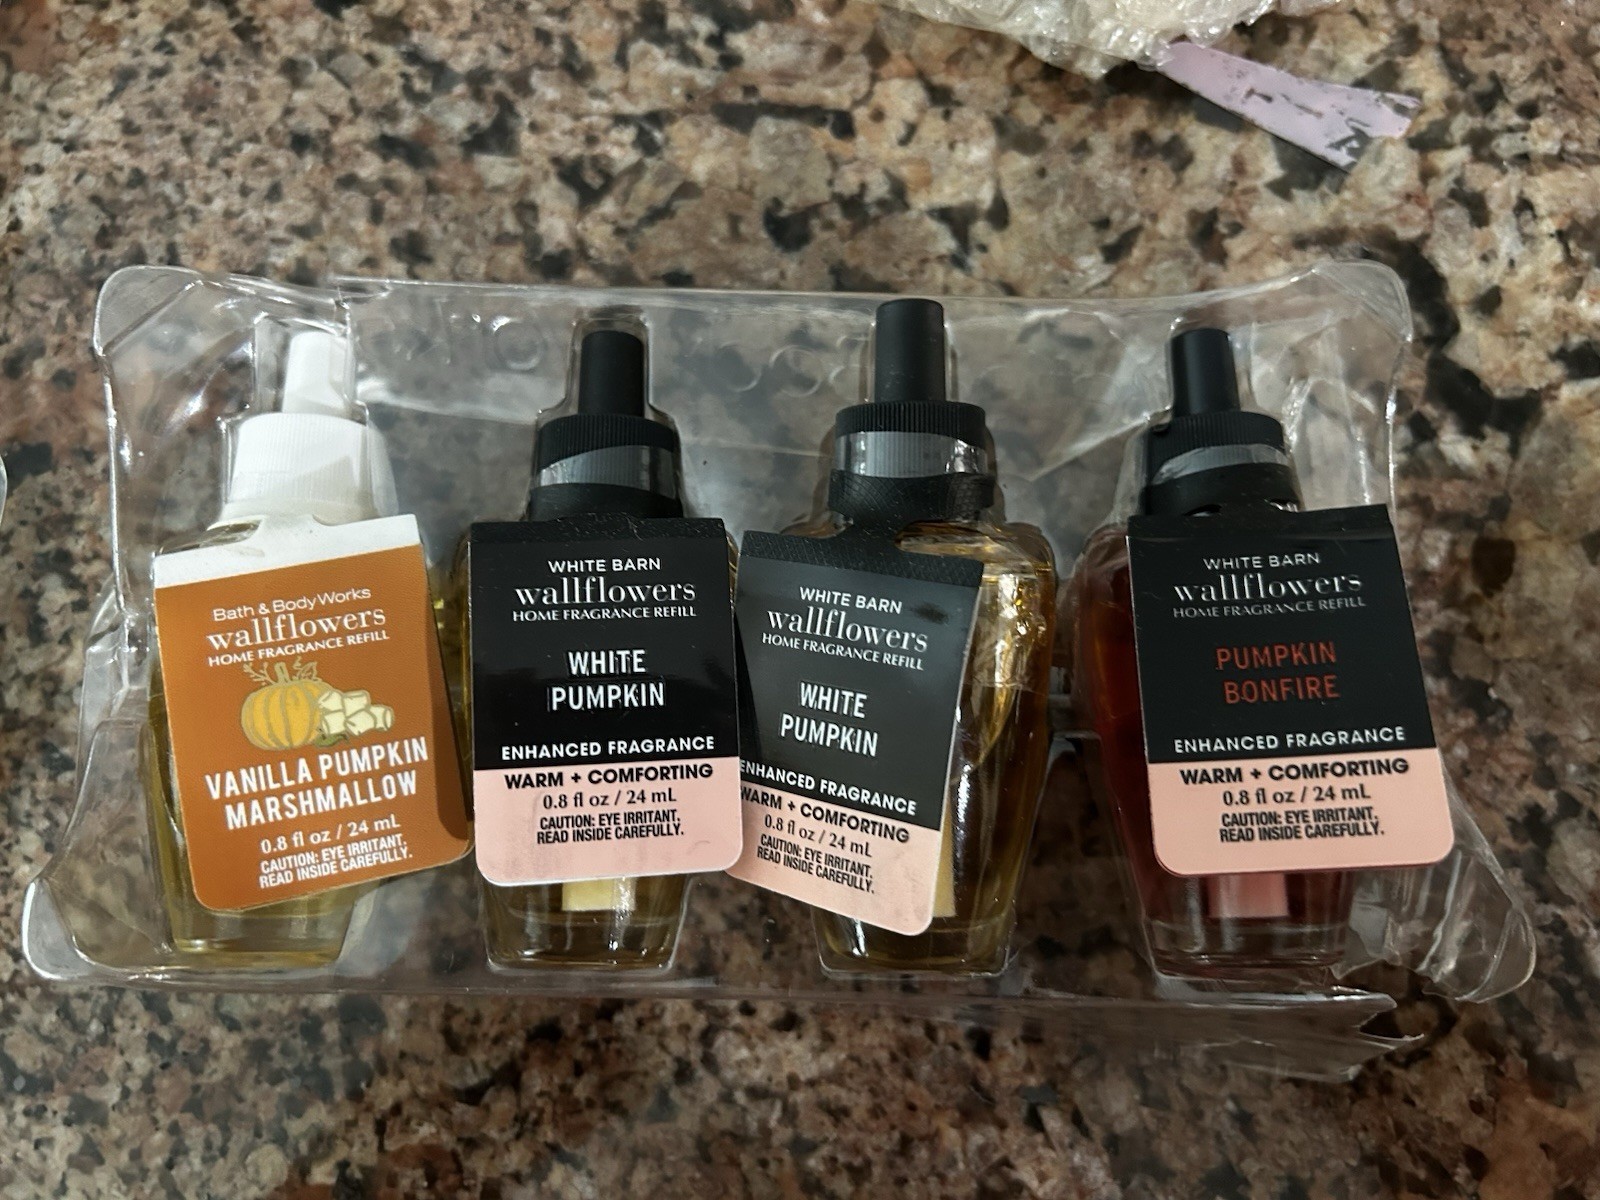 Bath & Body Works
wallflowers
HOME FRAGRANCE REFILL
VANILLA PUMPKIN
MARSHMALLOW
0.8 fl oz / 24 mL
CAUTION: EYE IRRITANT,
READ INSIDE CAREFULLY.
WHITE BARN
wallflowers
HOME FRAGRANCE REFILL
WHITE
PUMPKIN
ENHANCED FRAGRANCE
WARM + COMFORTING
0.8 fl oz / 24 mL
CAUTION: EYE IRRITANT,
READ INSIDE CAREFULLY.
WHITE BARN
wallflowers
HOME FRAGRANCE REFILL
WHITE
PUMPKIN
ENHANCED FRAGRANCE
WARM + COMFORTING
0.8 fl oz / 24 mL
CAUTION: EYE IRRITANT,
READ INSIDE CAREFULLY.
WHITE BARN
wallflowers
HOME FRAGRANCE REFILL
PUMPKIN
BONFIRE
ENHANCED FRAGRANCE
WARM + COMFORTING
0.8 fl oz / 24 mL
CAUTION: EYE IRRITANT,
READ INSIDE CAREFULLY.